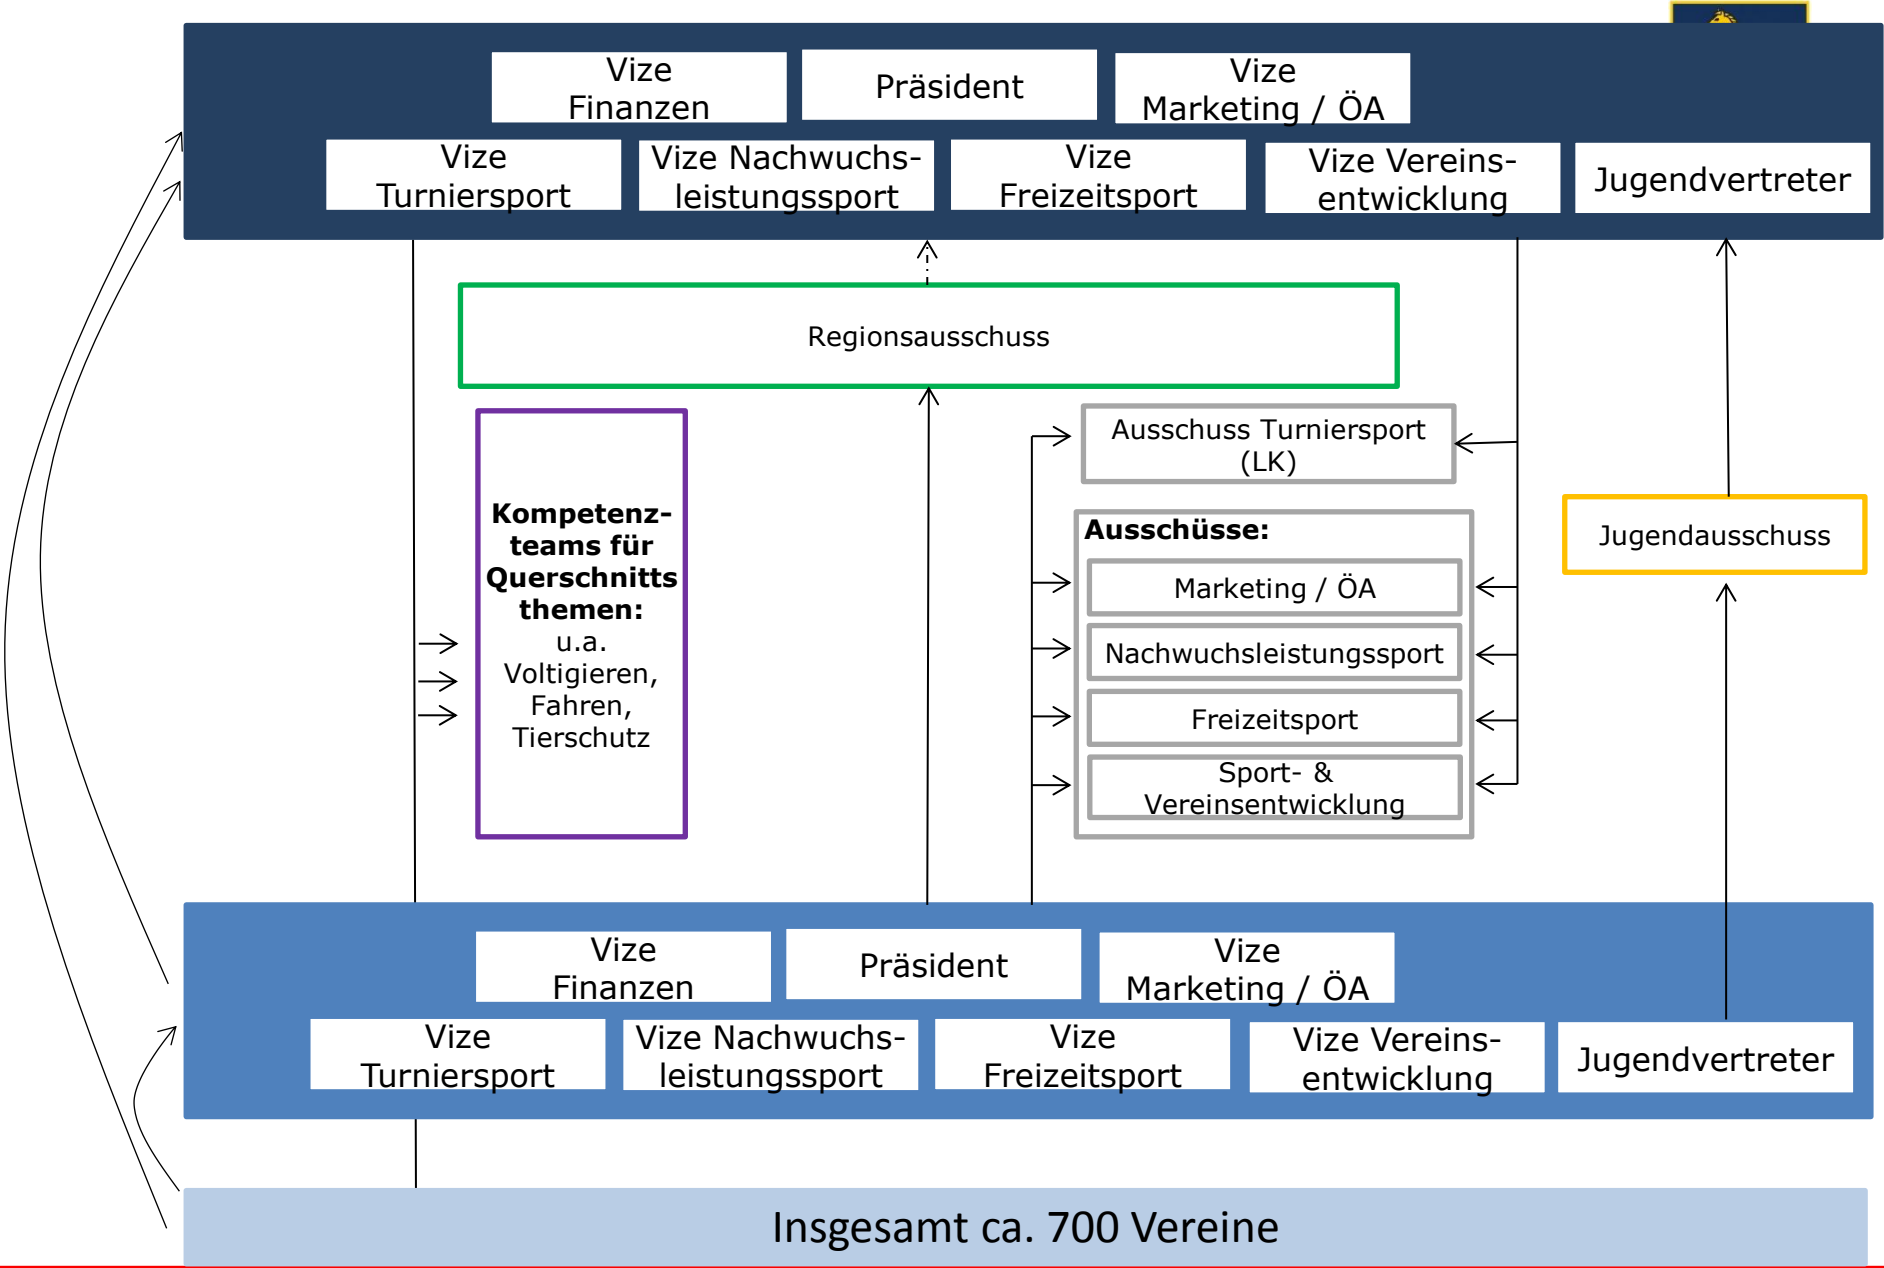 Vize
Finanzen
Präsident
Vize
Marketing / ÖA
Vize
Turniersport
Vize Nachwuchs-
leistungssport
Vize
Freizeitsport
Vize Vereins-
entwicklung
Jugendvertreter
Regionsausschuss
Kompetenz-
teams für
Querschnitts
themen:
u.a.
Voltigieren,
Fahren,
Tierschutz
Ausschuss Turniersport
(LK)
Ausschüsse:
Marketing / ÖA
Nachwuchsleistungssport
Freizeitsport
Sport- &
Vereinsentwicklung
Jugendausschuss
Vize
Finanzen
Präsident
Vize
Marketing / ÖA
Vize
Turniersport
Vize Nachwuchs-
leistungssport
Vize
Freizeitsport
Vize Vereins-
entwicklung
Jugendvertreter
Insgesamt ca. 700 Vereine